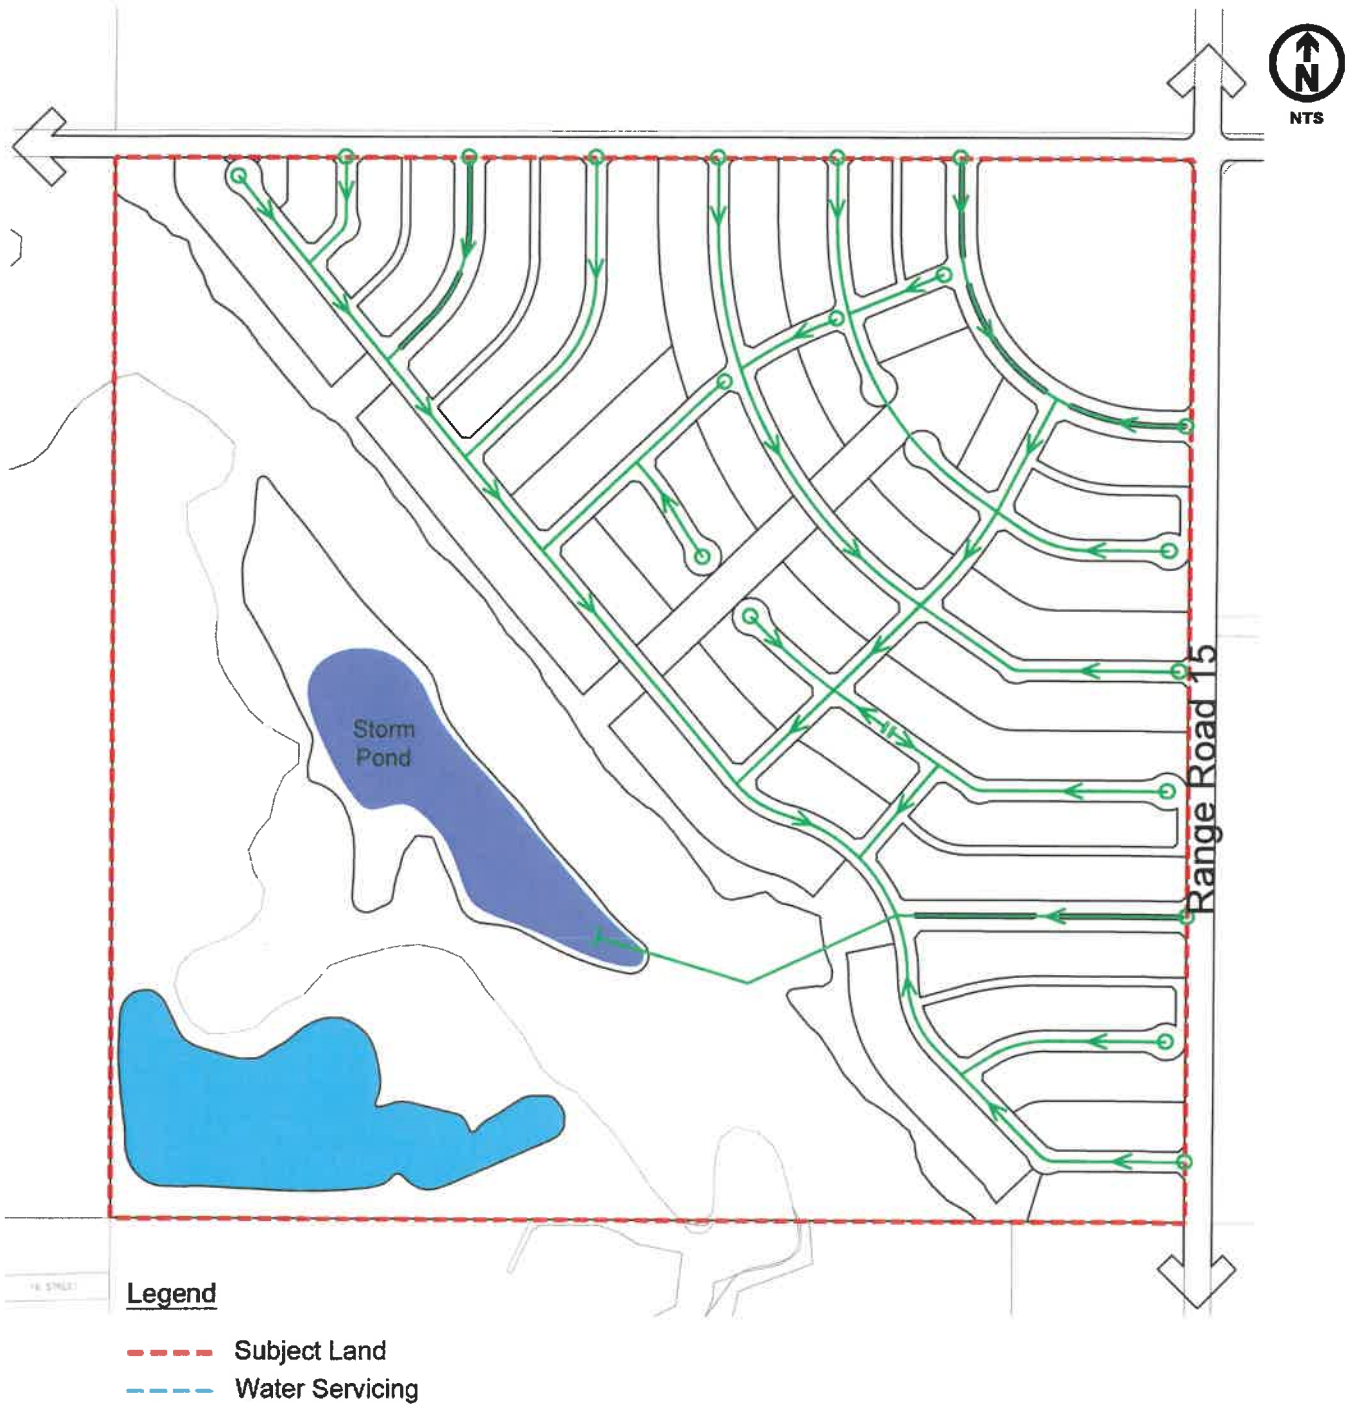 N
NTS
Storm
Pond
Range Road 15
Legend
Subject Land
Water Servicing